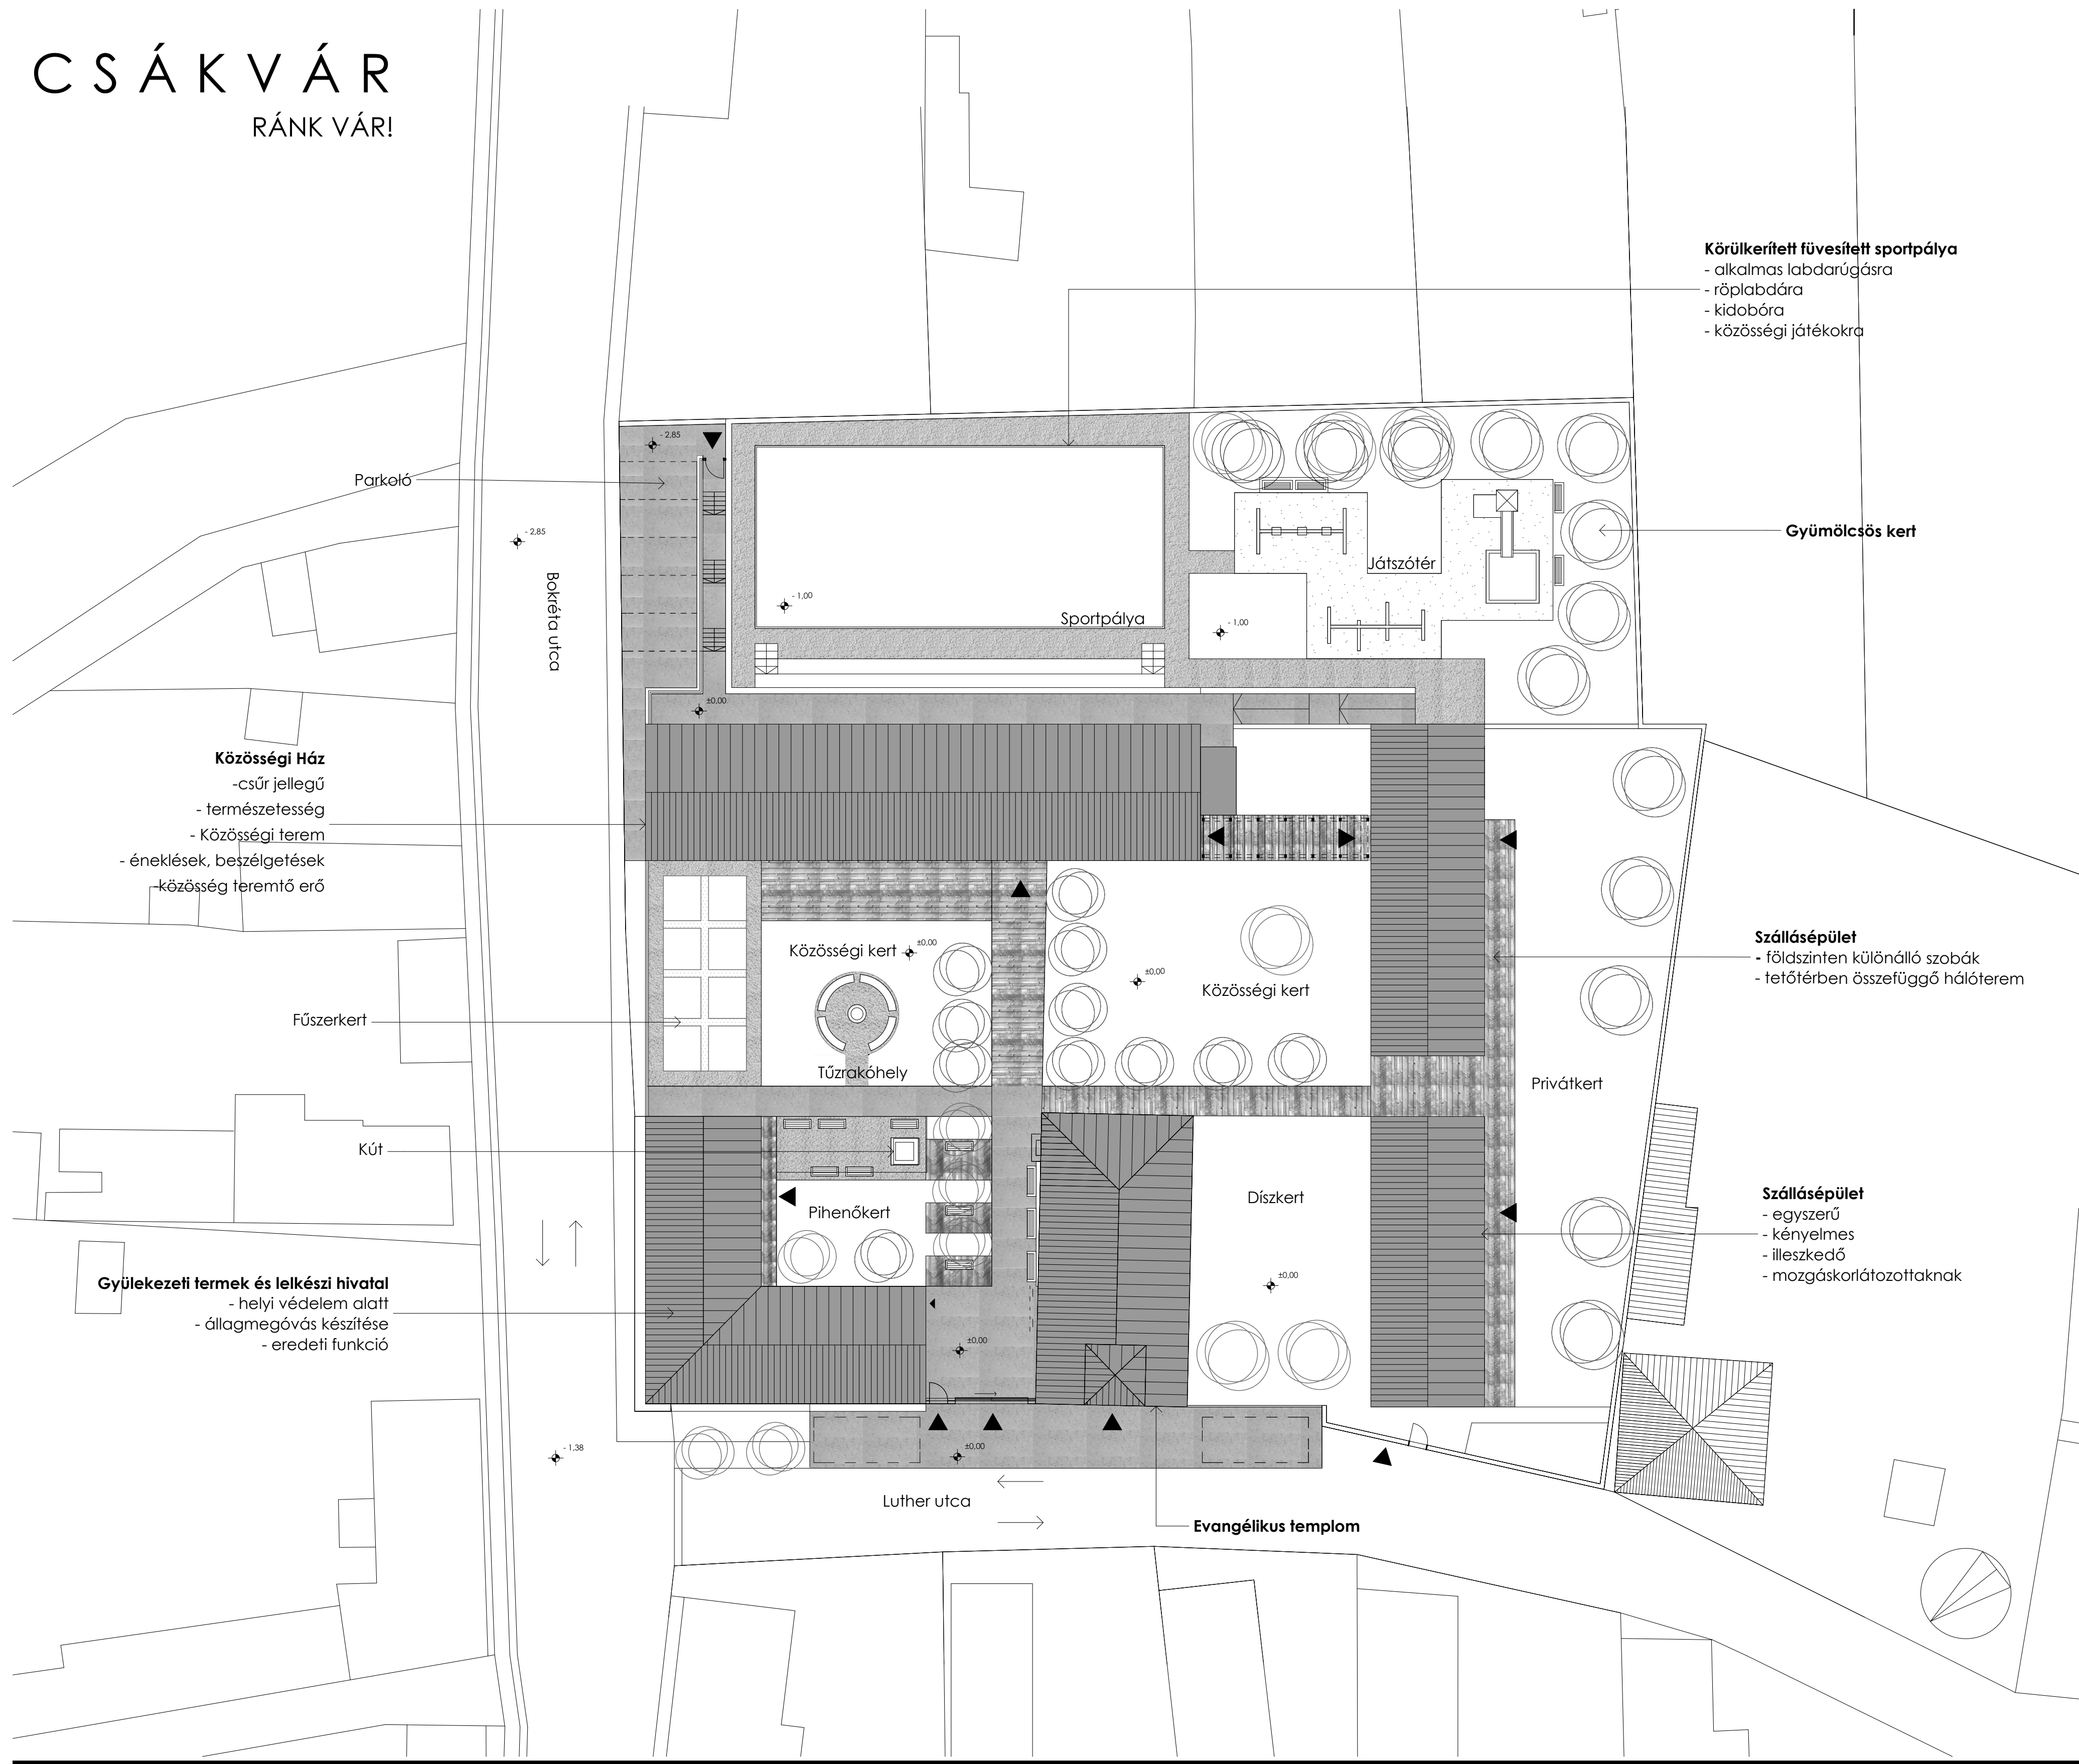 CSÁKVÁR
RÁNK VÁR!
Körülkerített füvesített sportpálya
- alkalmas labdarúgásra
- röplabdára
- kidobóra
- közösségi játékokra
- 2,85
Parkoló
- 2,85
Gyümölcsös kert
Játszótér
Bokréta utca
- 1,00
Sportpálya
- 1,00
±0,00
Közösségi Ház
-csűr jellegű
- természetesség
- Közösségi terem
- éneklések, beszélgetések
-közösség teremtő erő
Közösségi kert
±0,00
±0,00
Közösségi kert
Szállásépület
- földszinten különálló szobák
- tetőtérben összefüggő hálóterem
Fűszerkert
Tűzrakóhely
Privátkert
Kút
Pihenőkert
Díszkert
Szállásépület
- egyszerű
- kényelmes
- illeszkedő
- mozgáskorlátozottaknak
±0,00
Gyülekezeti termek és lelkészi hivatal
- helyi védelem alatt
- állagmegóvás készítése
- eredeti funkció
±0,00
- 1,38
±0,00
Luther utca
Evangélikus templom